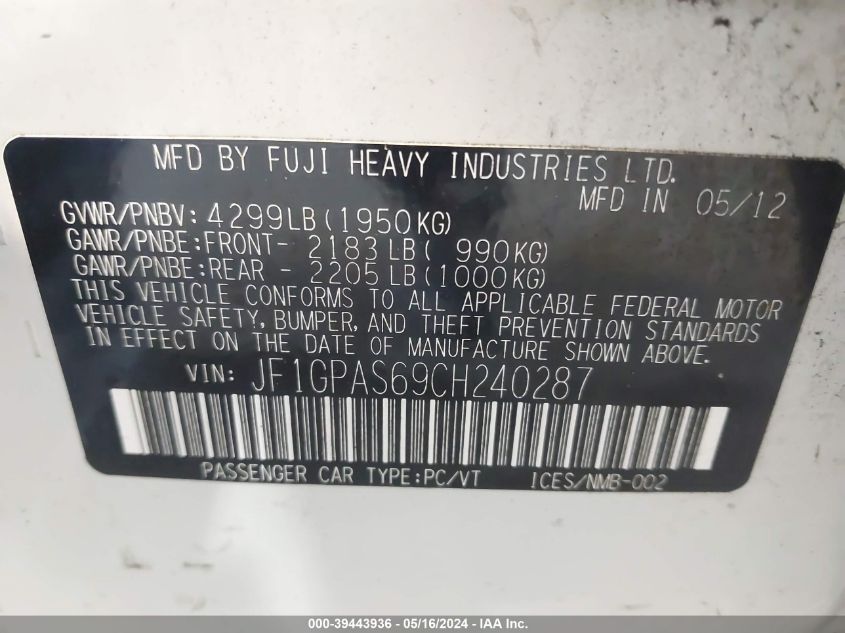 MFD BY FUJI HEAVY INDUSTRIES LTD.
MFD IN 05/12
GVWR/PNBV: 4299LB(1950KG)
GAWR/PNBE:FRONT- 2183LB( 990KG)
GAWR/PNBE:REAR - 2205LB(1000KG)
THIS VEHICLE CONFORMS TO ALL APPLICABLE FEDERAL MOTOR
VEHICLE SAFETY, BUMPER, AND THEFT PREVENTION STANDARDS
IN EFFECT ON THE DATE OF MANUFACTURE SHOWN ABOVE.
VIN: JF1GPAS69CH240287
PASSENGER CAR TYPE:PC/VT ICES/NMB-002
000-39443936 - 05/16/2024 - © IAA Inc.